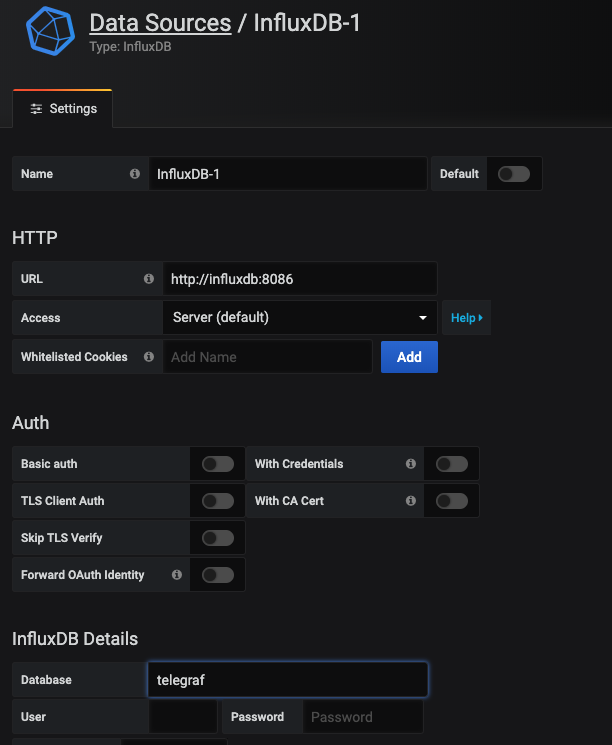 Data Sources / InfluxDB-1
Type: InfluxDB
Settings
Name InfluxDB-1 Default
HTTP
URL http://influxdb:8086
Access Server (default) Help
Whitelisted Cookies Add Name Add
Auth
Basic auth With Credentials
TLS Client Auth With CA Cert
Skip TLS Verify
Forward OAuth Identity
InfluxDB Details
Database telegraf
User Password Password